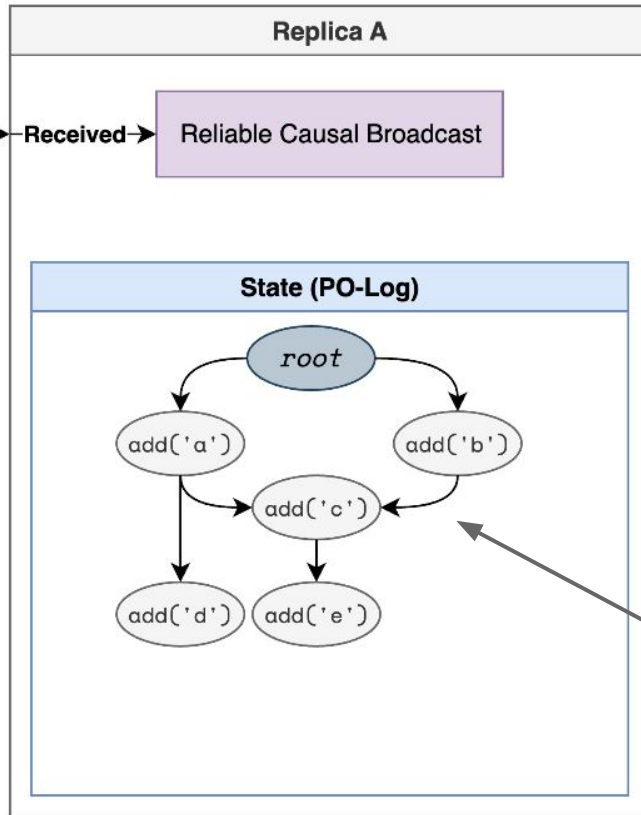 Replica A
Received
Reliable Causal Broadcast
State (PO-Log)
root
add('a')
add('b')
add('c')
add('d')
add('e')